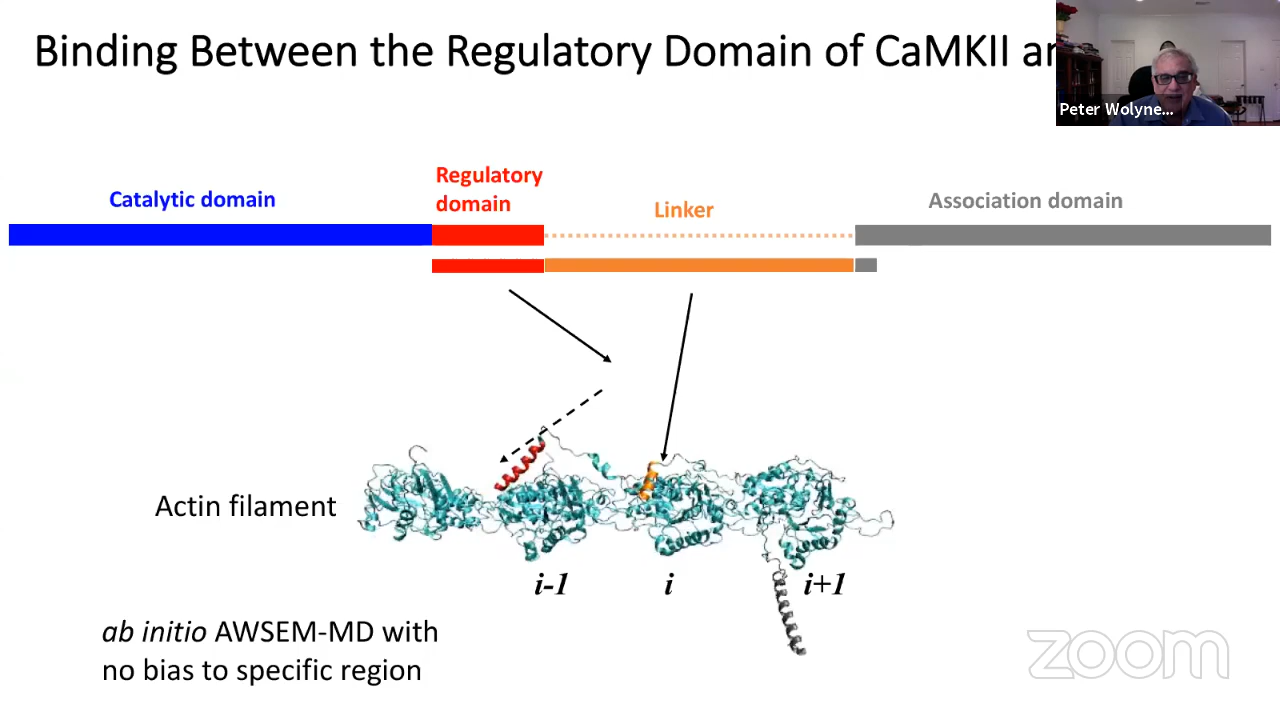 Binding Between the Regulatory Domain of CaMKII
Peter Wolyne...
Regulatory
domain
Catalytic domain
Linker
Association domain
Actin filament
i-1
i
i+1
ab initio AWSEM-MD with
no bias to specific region
zoom